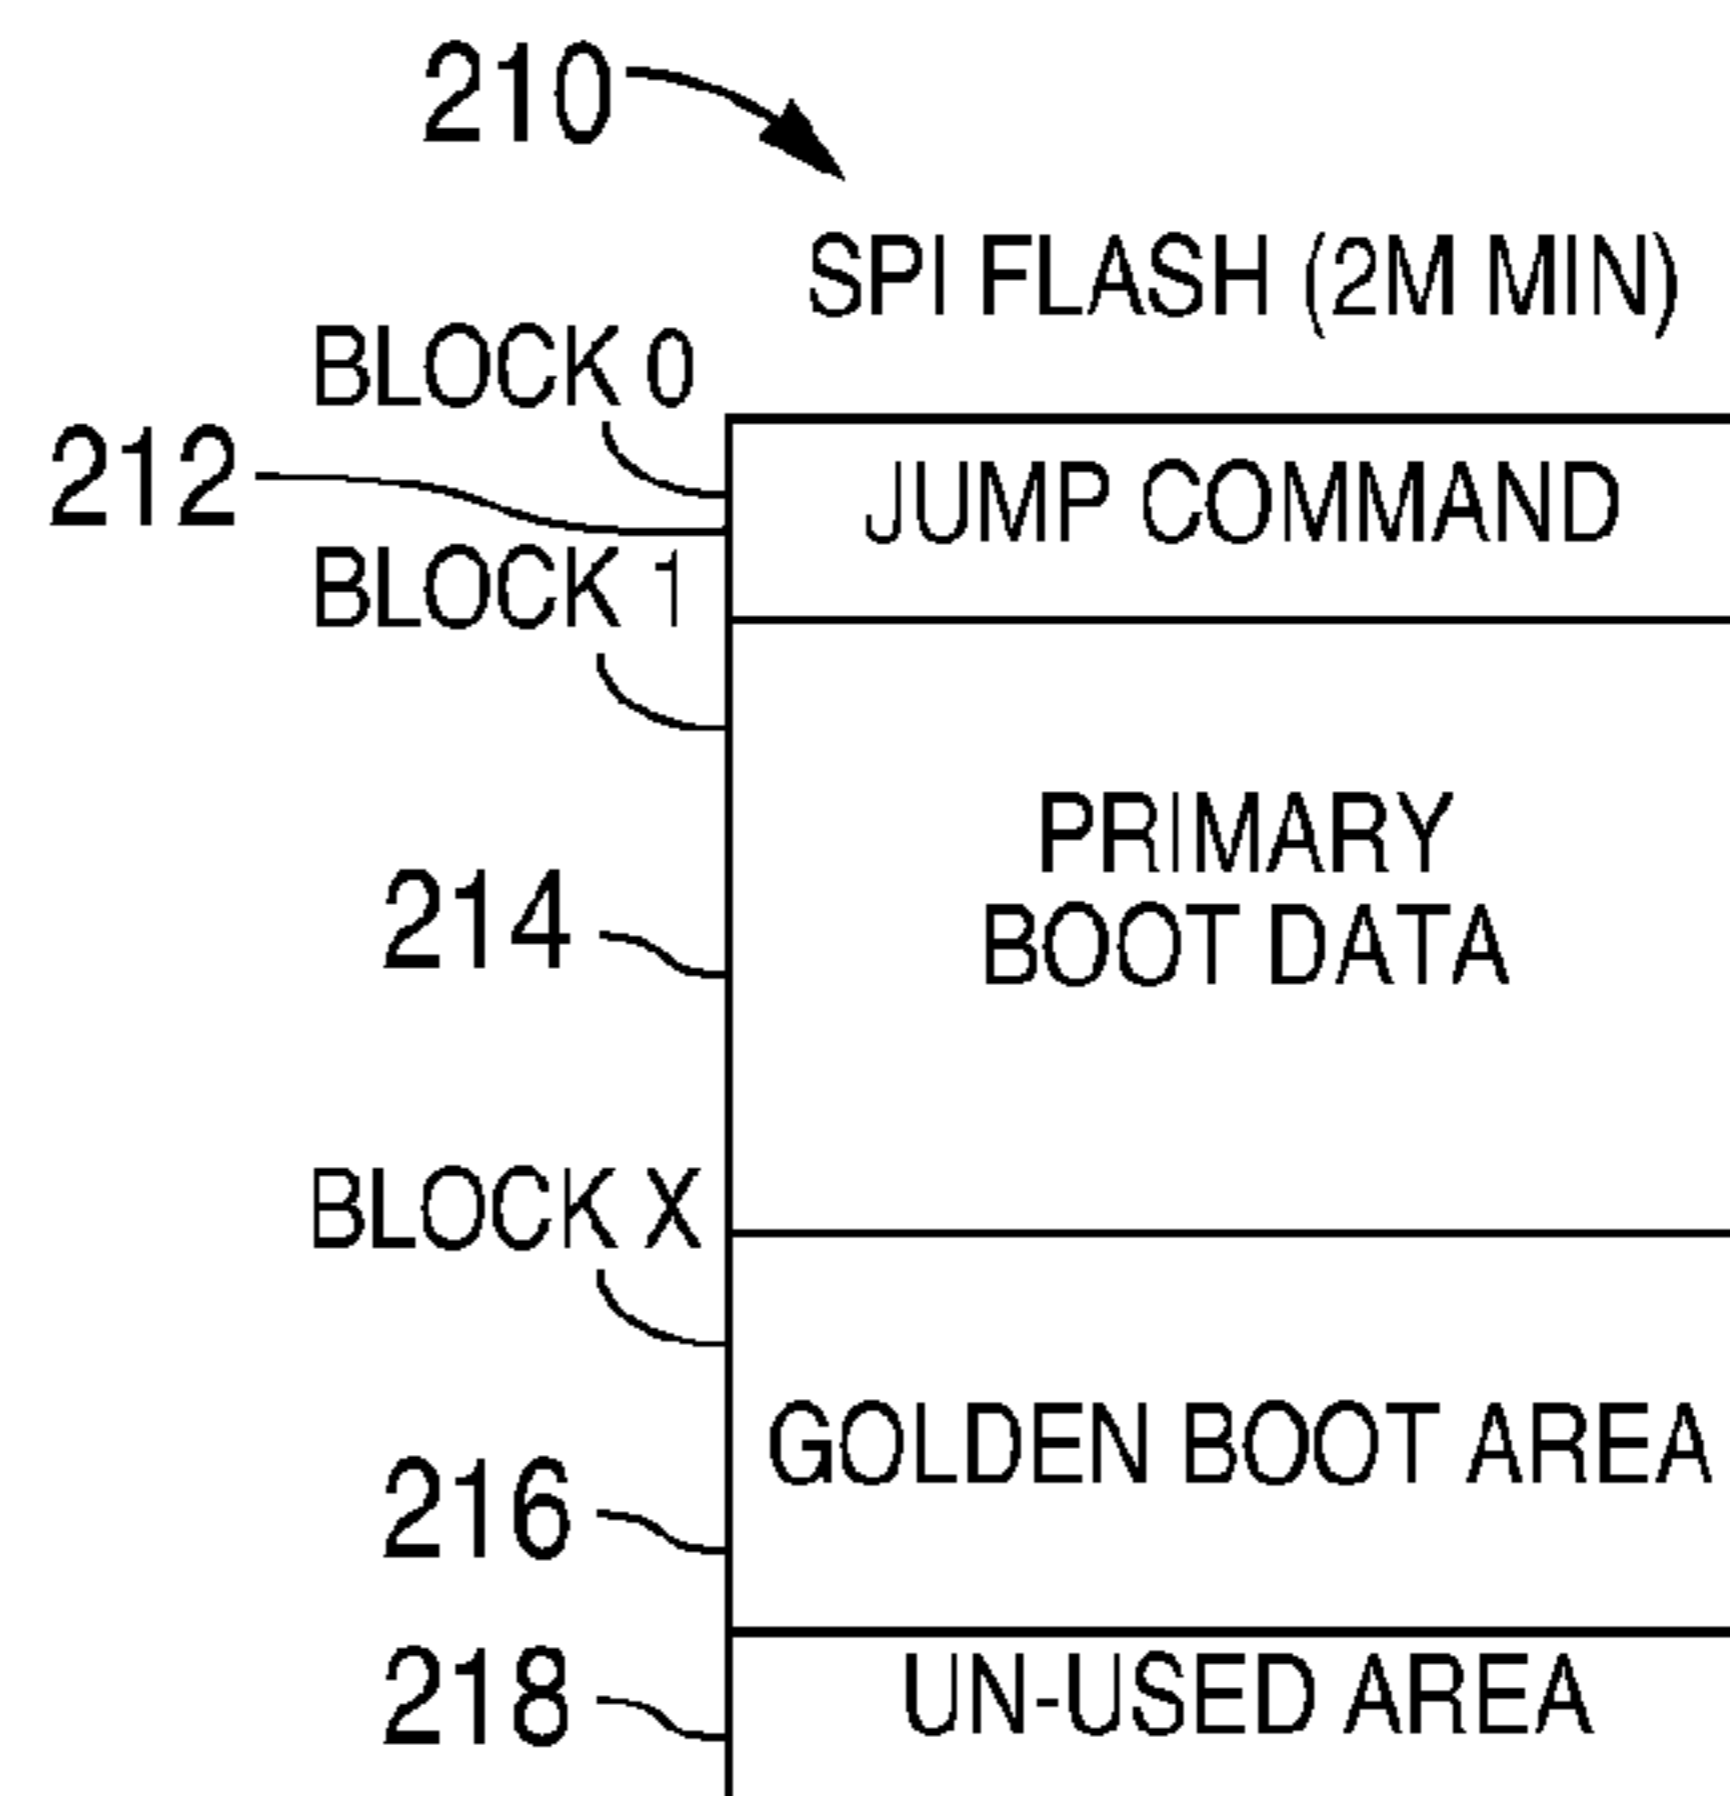 210
SPI FLASH (2M MIN)
BLOCK 0
212
JUMP COMMAND
BLOCK 1
PRIMARY
BOOT DATA
214
BLOCK X
GOLDEN BOOT AREA
216
218
UN-USED AREA